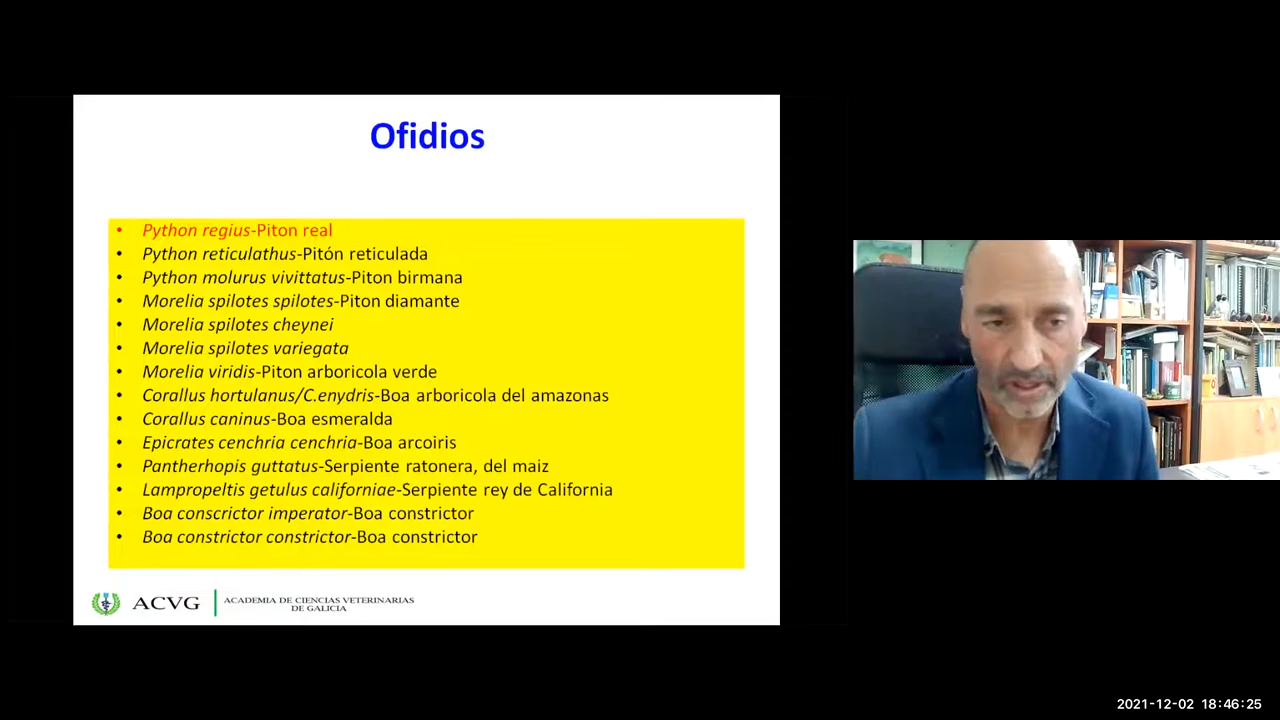 Ofidios
• Python regius-Piton real
• Python reticulathus-Pitón reticulada
• Python molurus vivittatus-Piton birmana
• Morelia spilotes spilotes-Piton diamante
• Morelia spilotes cheynei
• Morelia spilotes variegata
• Morelia viridis-Piton arboricola verde
• Corallus hortulanus/C.enydris-Boa arboricola del amazonas
• Corallus caninus-Boa esmeralda
• Epicrates cenchria cenchria-Boa arcoiris
• Pantherhopis guttatus-Serpiente ratonera, del maiz
• Lampropeltis getulus californiae-Serpiente rey de California
• Boa conscrictor imperator-Boa constrictor
• Boa constrictor constrictor-Boa constrictor
ACVG
ACADEMIA DE CIENCIAS VETERINARIAS
DE GALICIA
2021-12-02 18:46:25